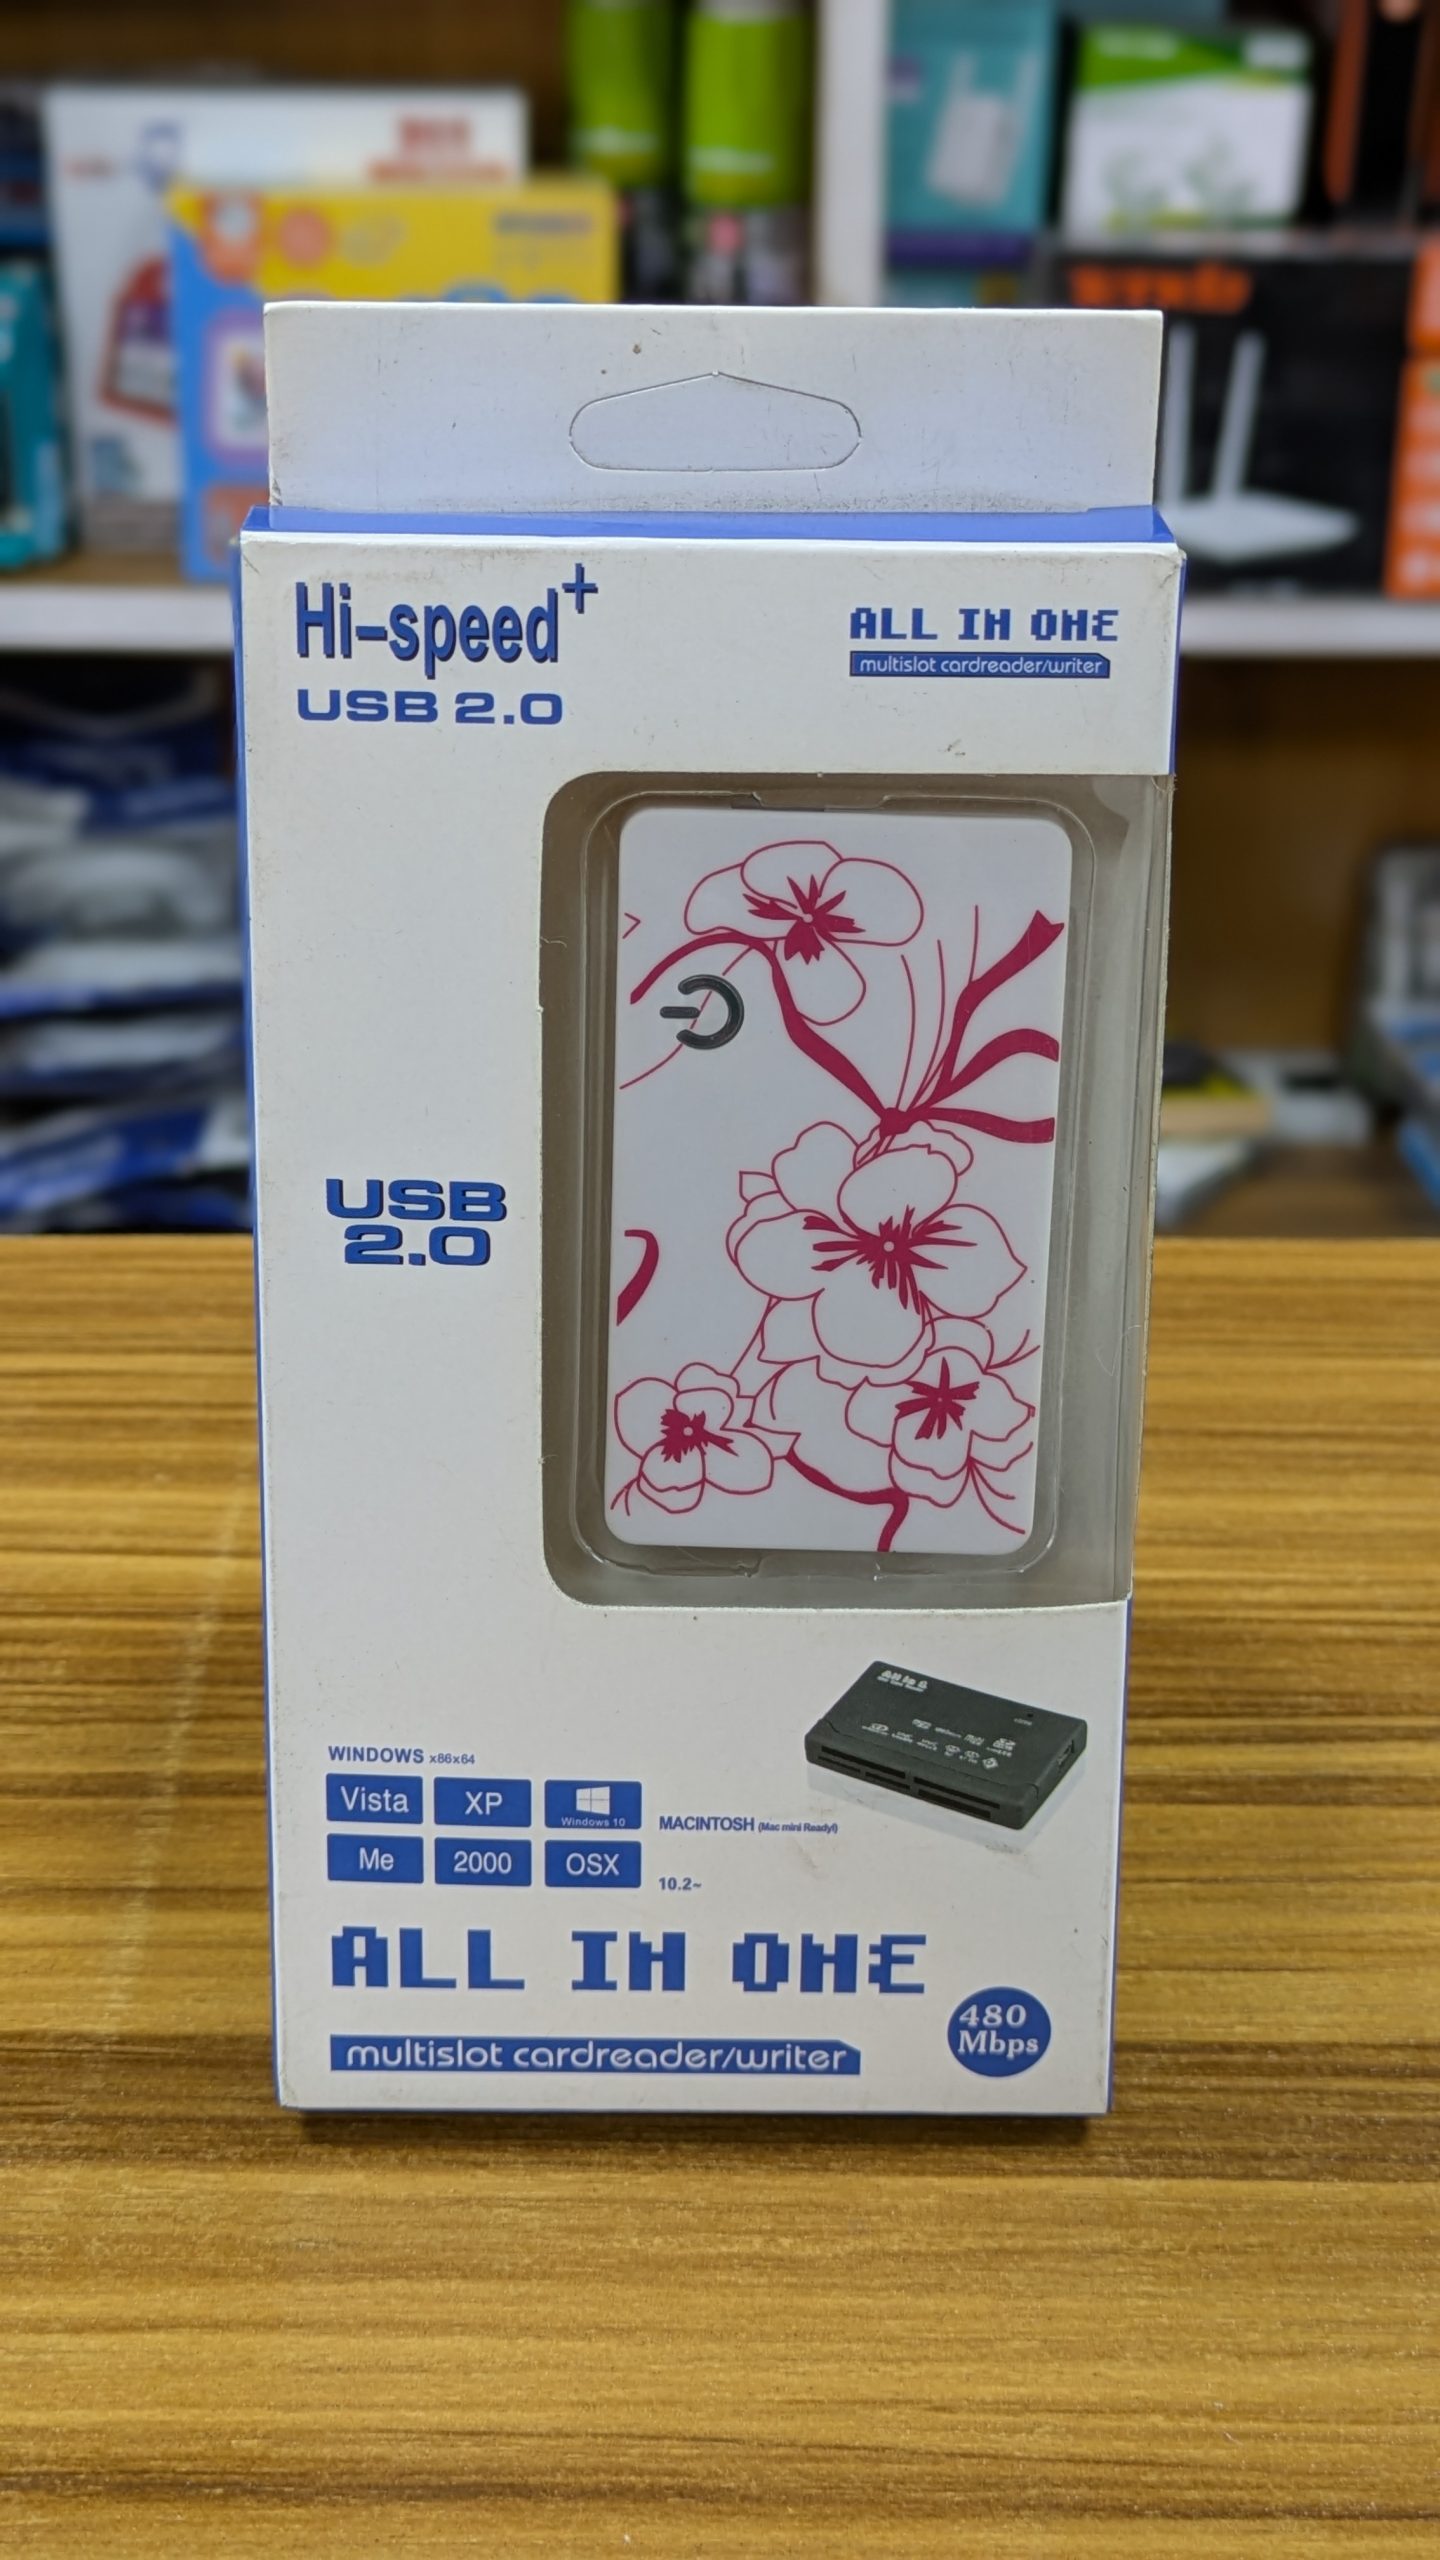 Hi-speed+
USB 2.0
ALL IN ONE
multislot cardreader/writer
USB
2.0
WINDOWS x86x64
Vista
XP
Windows 10
Me
2000
OSX
MACINTOSH (Mac mini Ready!)
10.2~
ALL IN ONE
multislot cardreader/writer
480
Mbps